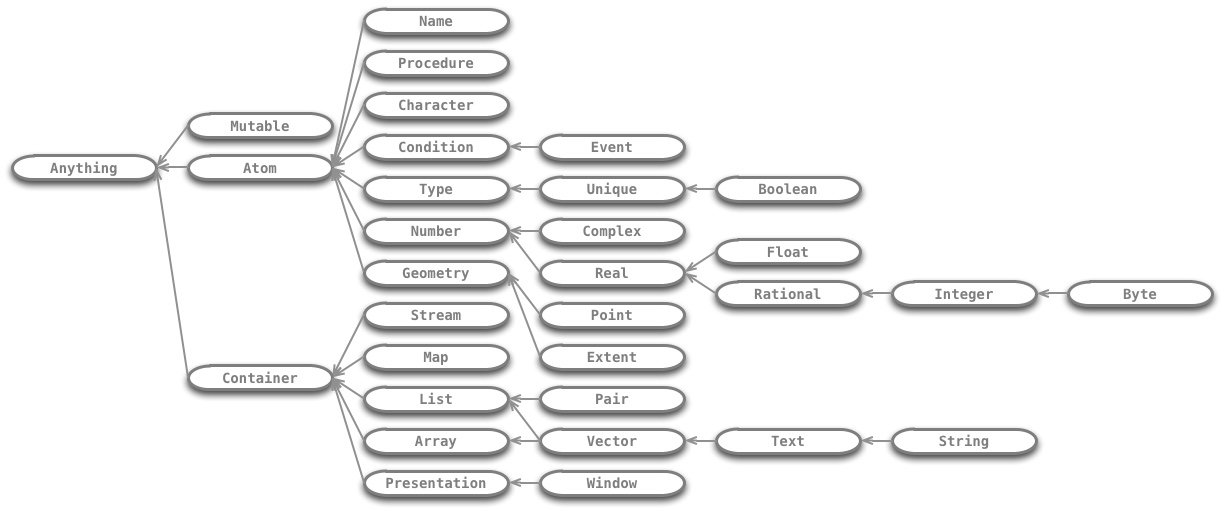 Name
Procedure
Character
Mutable
Condition
Event
Anything
Atom
Type
Unique
Boolean
Number
Complex
Float
Geometry
Real
Rational
Integer
Byte
Stream
Point
Map
Extent
Container
List
Pair
Array
Vector
Text
String
Presentation
Window